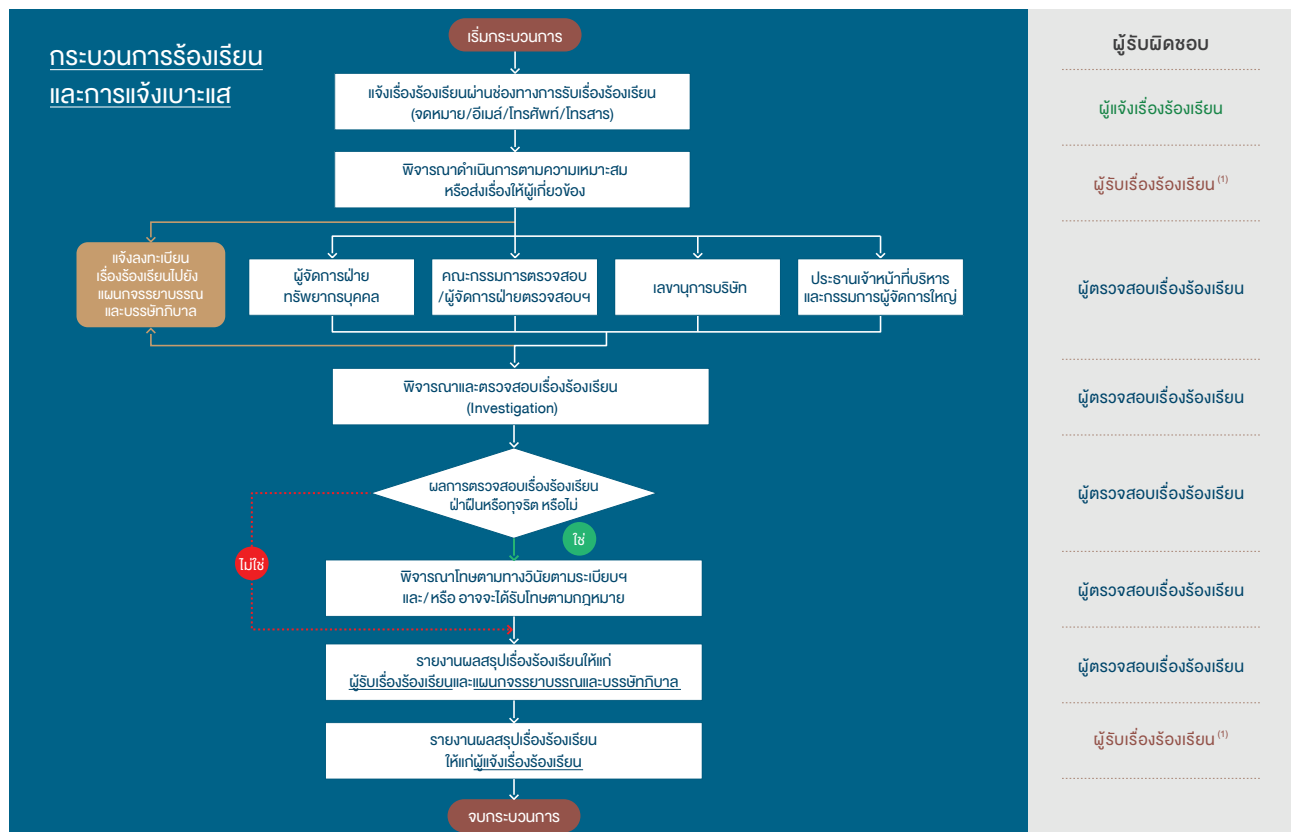 กระบวนการร้องเรียน
และการแจ้งเบาะแส
เริ่มกระบวนการ
ผู้รับผิดชอบ
แจ้งเรื่องร้องเรียนผ่านช่องทางการรับเรื่องร้องเรียน
(จดหมาย/อีเมล์/โทรศัพท์/โทรสาร)
ผู้แจ้งเรื่องร้องเรียน
พิจารณาดำเนินการตามความเหมาะสม
หรือส่งเรื่องให้ผู้เกี่ยวข้อง
ผู้รับเรื่องร้องเรียน (1)
แจ้งลงทะเบียน
เรื่องร้องเรียนไปยัง
แผนกจรรยาบรรณ
และบรรษัทภิบาล
ผู้จัดการฝ่าย
ทรัพยากรบุคคล
คณะกรรมการตรวจสอบ
/ผู้จัดการฝ่ายตรวจสอบฯ
เลขานุการบริษัท
ประธานเจ้าหน้าที่บริหาร
และกรรมการผู้จัดการใหญ่
ผู้ตรวจสอบเรื่องร้องเรียน
พิจารณาและตรวจสอบเรื่องร้องเรียน
(Investigation)
ผู้ตรวจสอบเรื่องร้องเรียน
ผลการตรวจสอบเรื่องร้องเรียน
ฝ่าฝืนหรือทุจริต หรือไม่
ผู้ตรวจสอบเรื่องร้องเรียน
ใช่
ไม่ใช่
พิจารณาโทษตามทางวินัยตามระเบียบฯ
และ/หรือ อาจจะได้รับโทษตามกฎหมาย
ผู้ตรวจสอบเรื่องร้องเรียน
รายงานผลสรุปเรื่องร้องเรียนให้แก่
ผู้รับเรื่องร้องเรียนและแผนกจรรยาบรรณและบรรษัทภิบาล
ผู้ตรวจสอบเรื่องร้องเรียน
รายงานผลสรุปเรื่องร้องเรียน
ให้แก่ผู้แจ้งเรื่องร้องเรียน
ผู้รับเรื่องร้องเรียน (1)
จบกระบวนการ